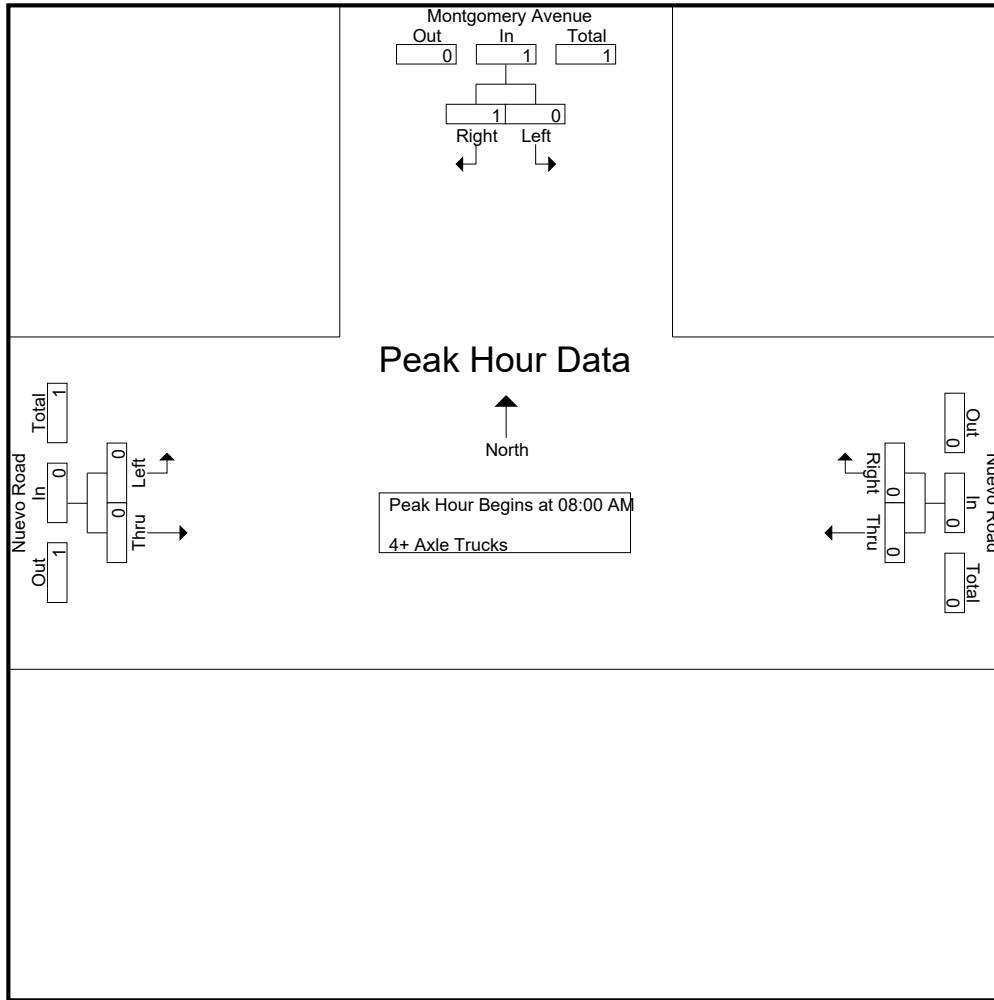 Montgomery Avenue
Out In Total
0 1 1
1 0
Right Left
Peak Hour Data
North
Peak Hour Begins at 08:00 AM
4+ Axle Trucks
Nuevo Road
Out In Total
1 0 1
0 0
Thru Left
Nuevo Road
Out In Total
0 0 0
0 0
Right Thru